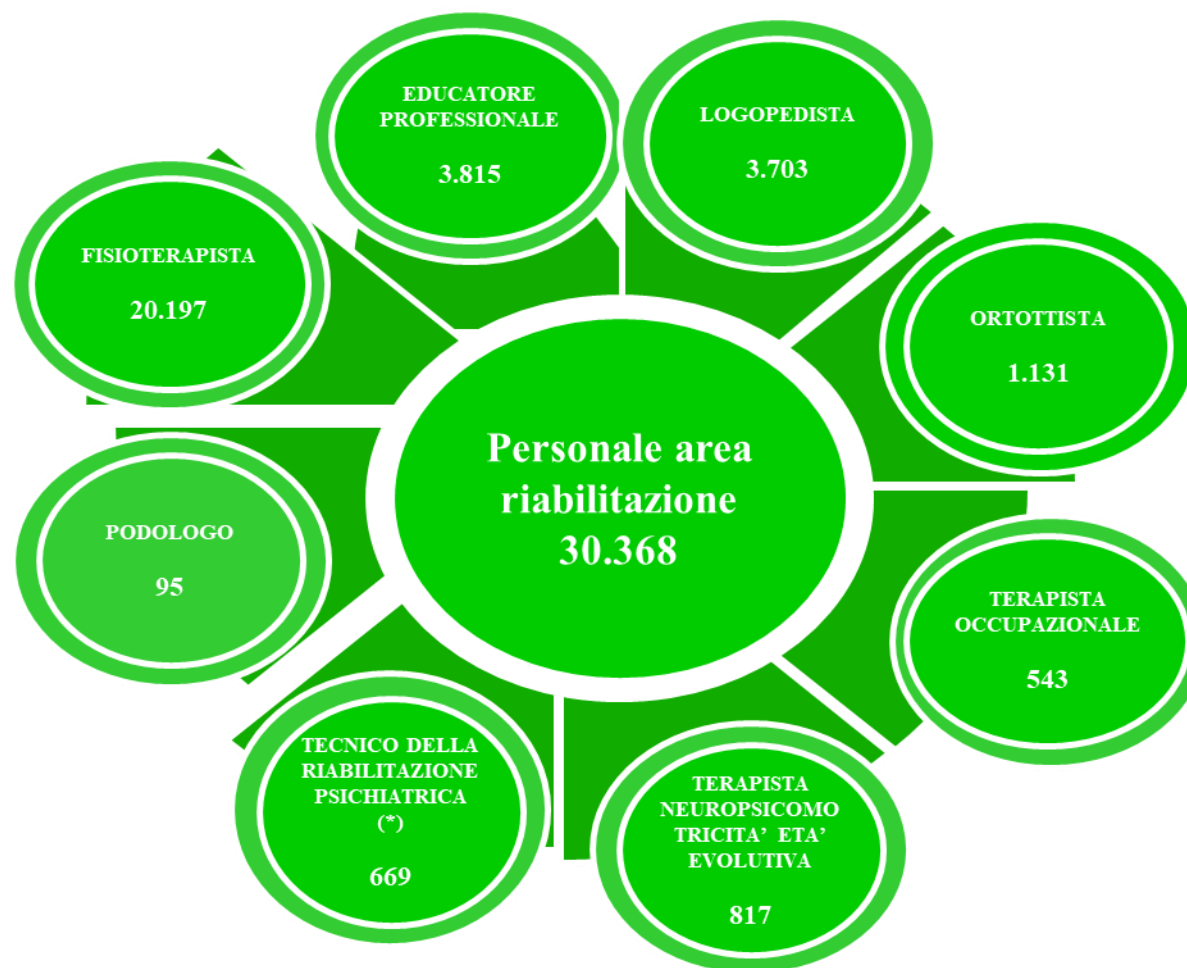 EDUCATORE
PROFESSIONALE
3.815
LOGOPEDISTA
3.703
FISIOTERAPISTA
20.197
ORTOTTISTA
1.131
Personale area
riabilitazione
30.368
PODOLOGO
95
TERAPISTA
OCCUPAZIONALE
543
TECNICO DELLA
RIABILITAZIONE
PSICHIATRICA
(*)
669
TERAPISTA
NEUROPSICOMO
TRICITA’ ETA’
EVOLUTIVA
817